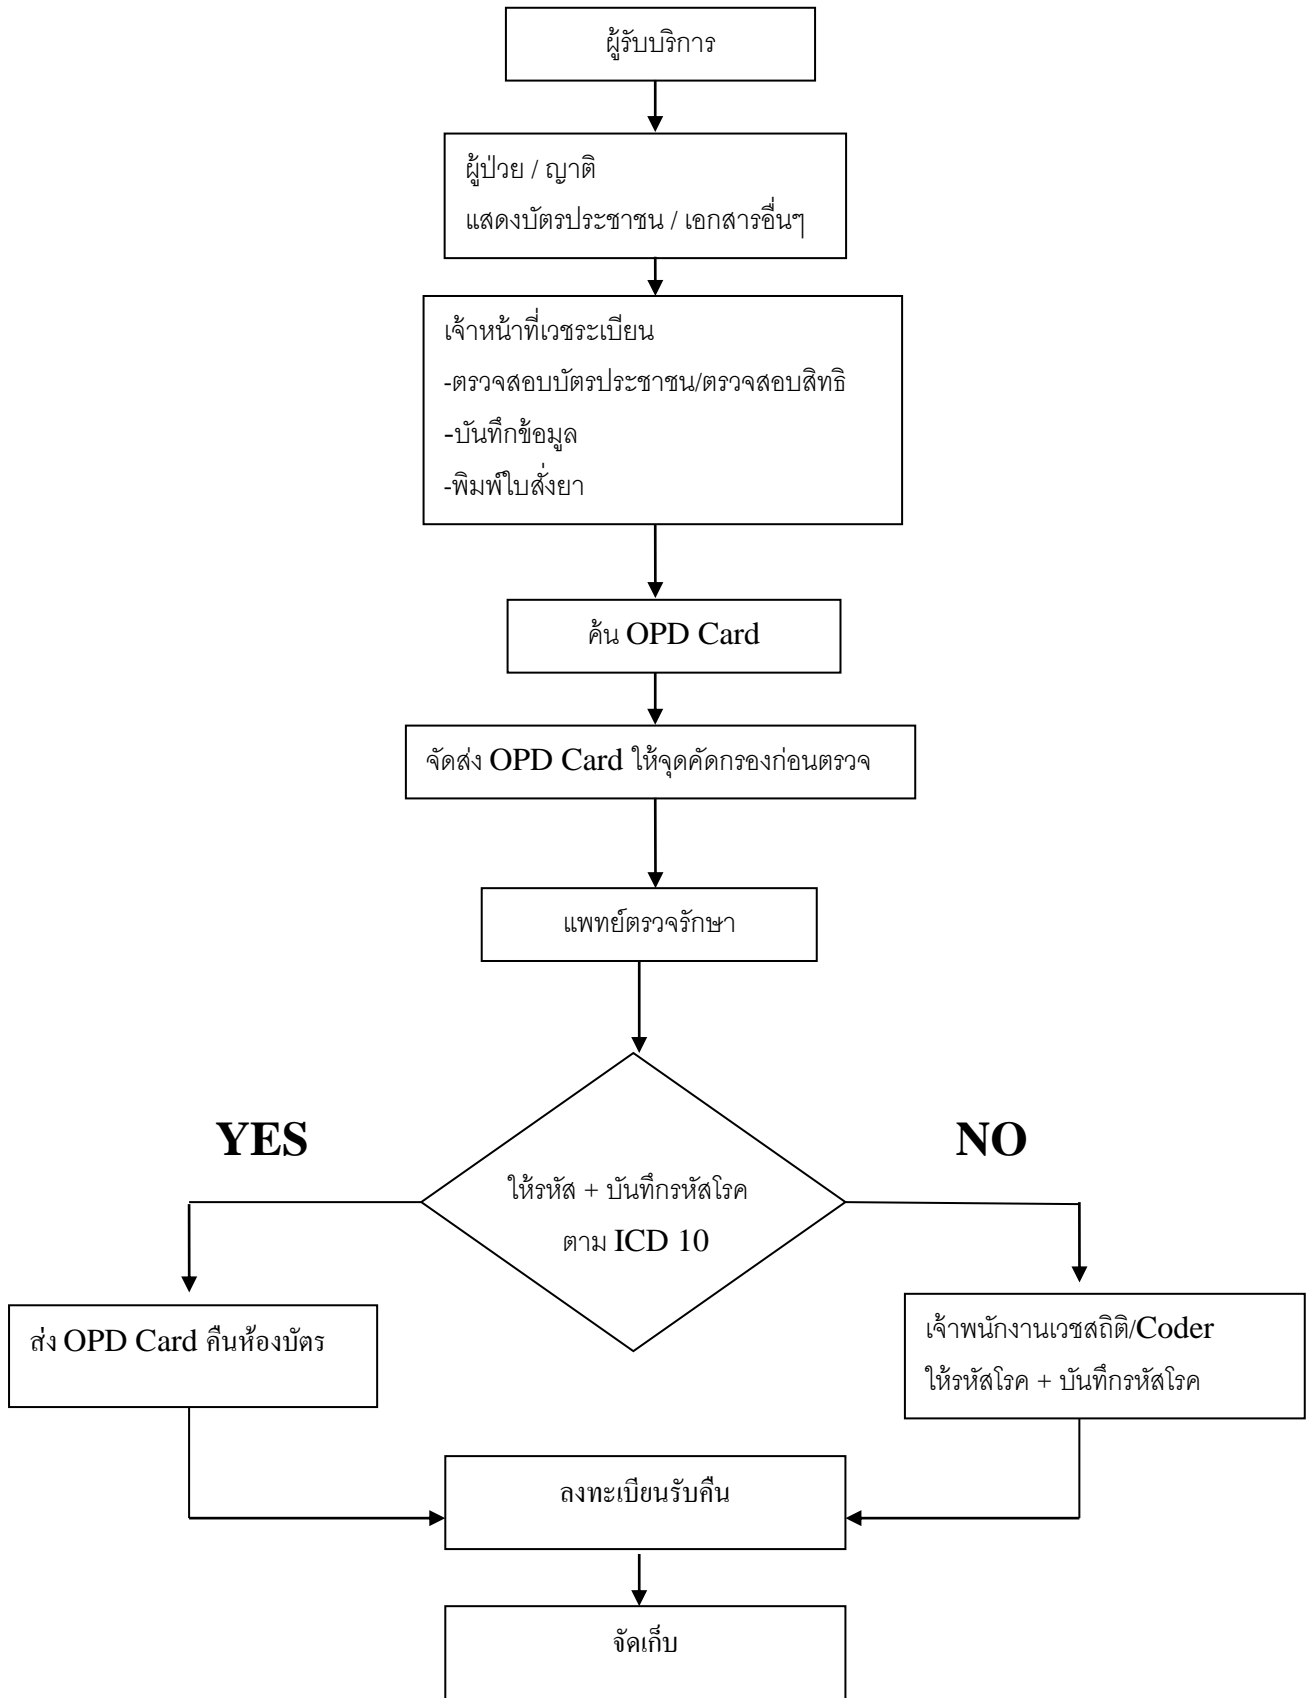 ผู้รับบริการ
ผู้ป่วย / ญาติ
แสดงบัตรประชาชน / เอกสารอื่นๆ
เจ้าหน้าที่เวชระเบียน
-ตรวจสอบบัตรประชาชน/ตรวจสอบสิทธิ
-บันทึกข้อมูล
-พิมพ์ใบสั่งยา
ค้น OPD Card
จัดส่ง OPD Card ให้จุดคัดกรองก่อนตรวจ
แพทย์ตรวจรักษา
YES
NO
ให้รหัส + บันทึกรหัสโรค
ตาม ICD 10
ส่ง OPD Card คืนห้องบัตร
เจ้าพนักงานเวชสถิติ/Coder
ให้รหัสโรค + บันทึกรหัสโรค
ลงทะเบียนรับคืน
จัดเก็บ